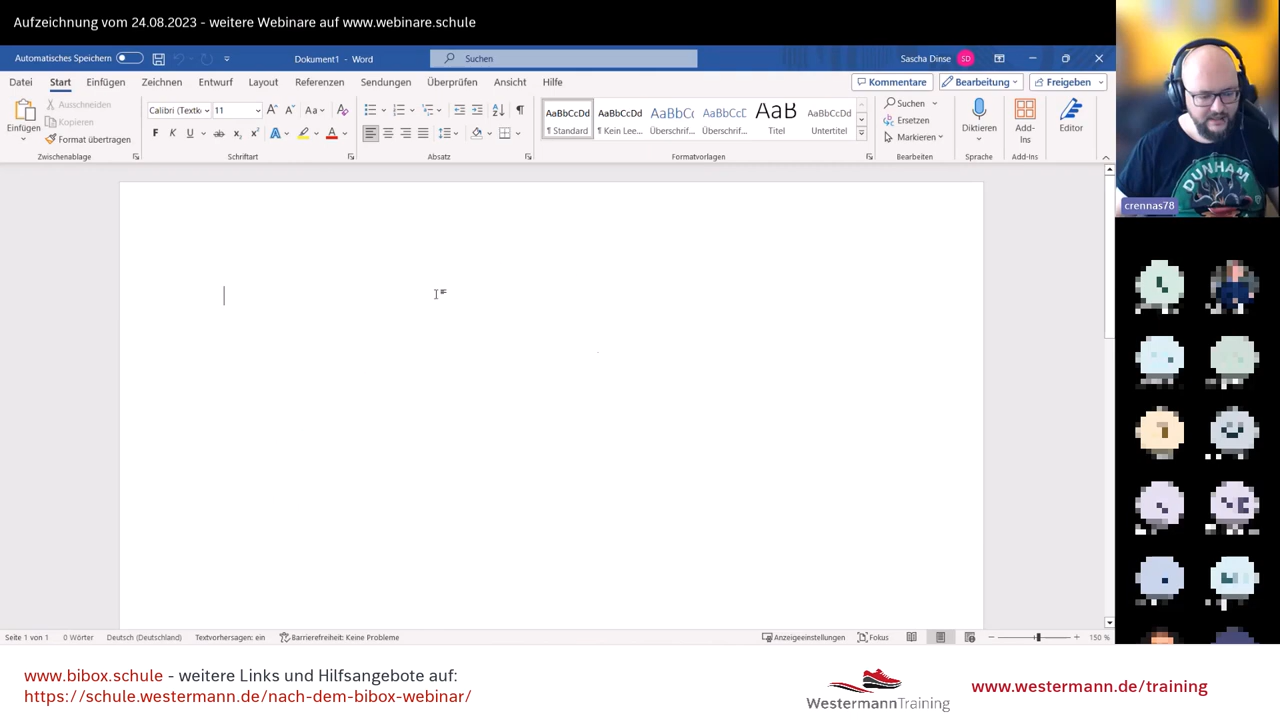 Aufzeichnung vom 24.08.2023 - weitere Webinare auf www.webinare.schule
Automatisches Speichern
Dokument1 - Word
Suchen
Sascha Dinse SD
Datei Start Einfügen Zeichnen Entwurf Layout Referenzen Sendungen Überprüfen Ansicht Hilfe
Kommentare Bearbeitung Freigeben
Einfügen
Ausschneiden
Kopieren
Format übertragen
Zwischenablage
Calibri (Textk 11
F K U
Schriftart
Absatz
AaBbCcDd AaBbCcDd AaBbCc AaBbCcD AaB AaBbCcDd
¶ Standard ¶ Kein Lee... Überschrif... Überschrif... Titel Untertitel
Formatvorlagen
Suchen
Ersetzen
Markieren
Bearbeiten
Diktieren
Sprache
Add-Ins
Add-Ins
Editor
DUNHAM
crennas78
Seite 1 von 1 0 Wörter Deutsch (Deutschland) Textvorhersagen: ein Barrierefreiheit: Keine Probleme
Anzeigeeinstellungen Fokus 150 %
www.bibox.schule - weitere Links und Hilfsangebote auf:
https://schule.westermann.de/nach-dem-bibox-webinar/
WestermannTraining
www.westermann.de/training